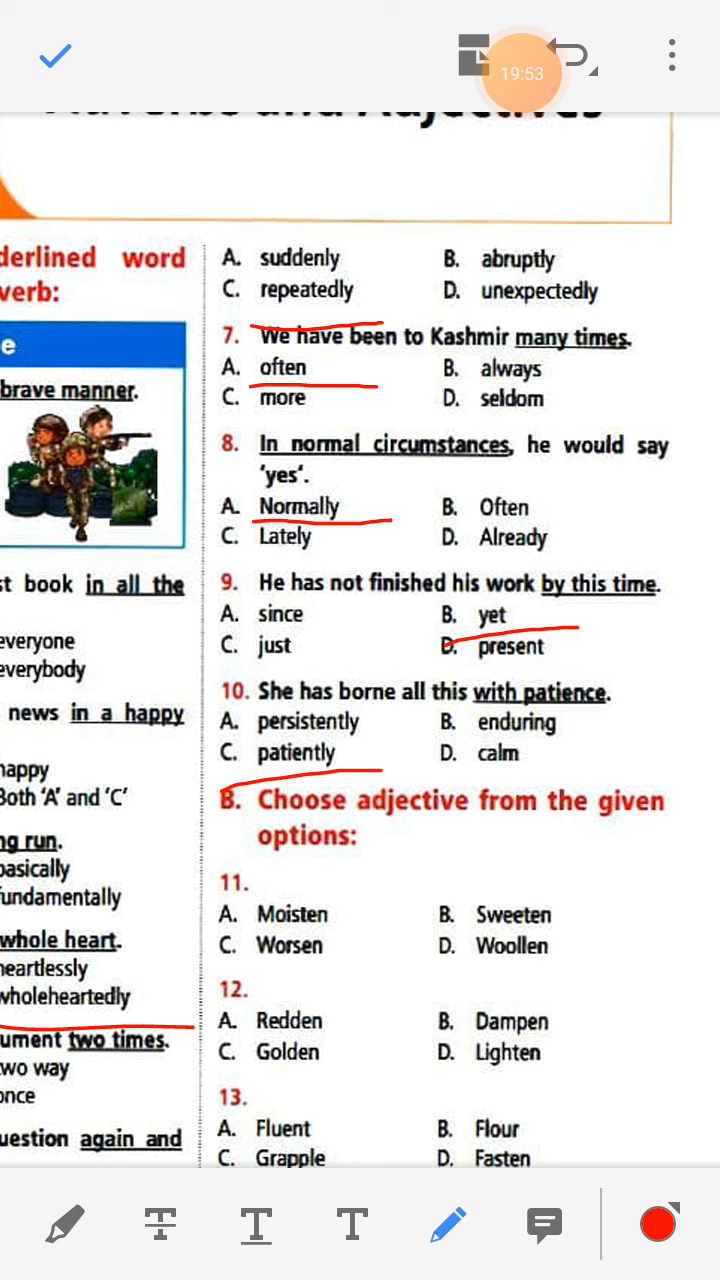 19:53
Adverbs and Adjectives
derlined word
verb:
e
brave manner.
st book in all the
everyone
everybody
news in a happy
happy
Both 'A' and 'C'
ng run.
basically
fundamentally
whole heart.
heartlessly
wholeheartedly
ument two times.
two way
once
uestion again and
A. suddenly B. abruptly
C. repeatedly D. unexpectedly
7. We have been to Kashmir many times.
A. often B. always
C. more D. seldom
8. In normal circumstances, he would say
'yes'.
A. Normally B. Often
C. Lately D. Already
9. He has not finished his work by this time.
A. since B. yet
C. just D. present
10. She has borne all this with patience.
A. persistently B. enduring
C. patiently D. calm
B. Choose adjective from the given
options:
11.
A. Moisten B. Sweeten
C. Worsen D. Woollen
12.
A. Redden B. Dampen
C. Golden D. Lighten
13.
A. Fluent B. Flour
C. Grapple D. Fasten
T T T